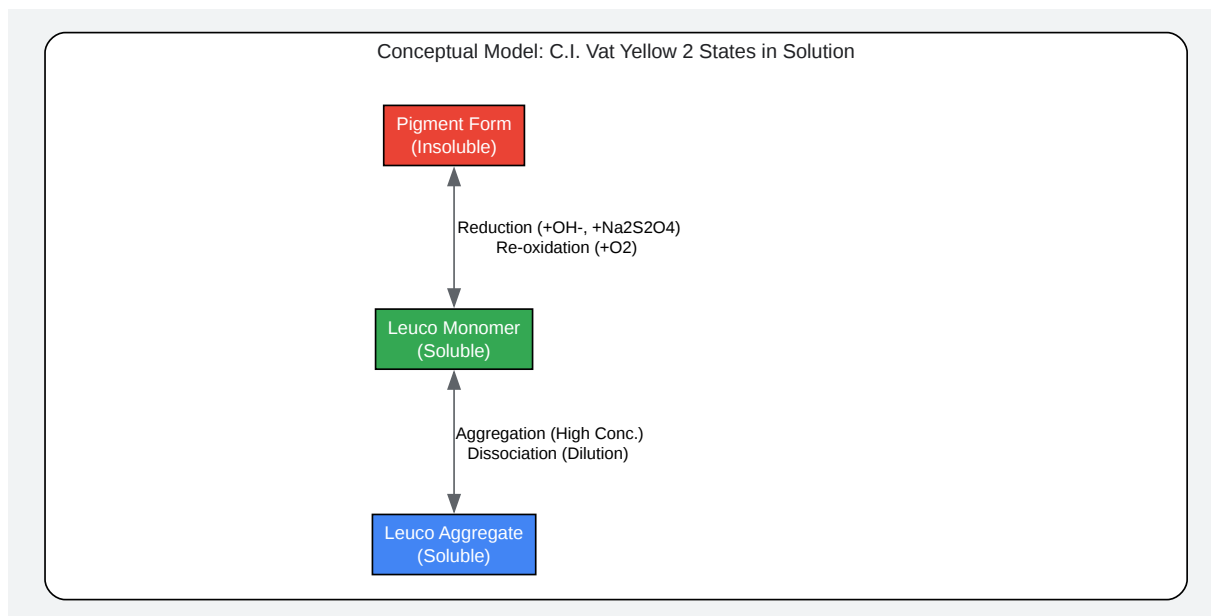 Conceptual Model: C.I. Vat Yellow 2 States in Solution
Pigment Form
(Insoluble)
Reduction (+OH-, +Na2S2O4)
Re-oxidation (+O2)
Leuco Monomer
(Soluble)
Aggregation (High Conc.)
Dissociation (Dilution)
Leuco Aggregate
(Soluble)